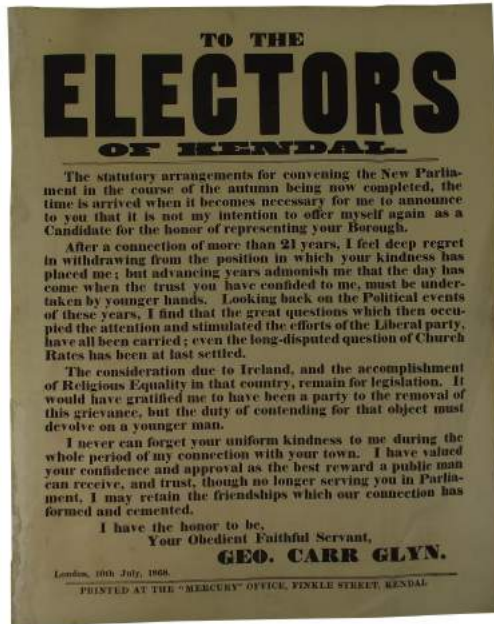 TO THE
ELECTORS
OF KENDAL.
The statutory arrangements for convening the New Parlia-
ment in the course of the autumn being now completed, the
time is arrived when it becomes necessary for me to announce
to you that it is not my intention to offer myself again as a
Candidate for the honor of representing your Borough.
After a connection of more than 21 years, I feel deep regret
in withdrawing from the position in which your kindness has
placed me; but advancing years admonish me that the day has
come when the trust you have confided to me, must be under-
taken by younger hands. Looking back on the Political events
of these years, I find that the great questions which then occu-
pied the attention and stimulated the efforts of the Liberal party,
have all been carried; even the long-disputed question of Church
Rates has been at last settled.
The consideration due to Ireland, and the accomplishment
of Religious Equality in that country, remain for legislation. It
would have gratified me to have been a party to the removal of
this grievance, but the duty of contending for that object must
devolve on a younger man.
I never can forget your uniform kindness to me during the
whole period of my connection with your town. I have valued
your confidence and approval as the best reward a public man
can receive, and trust, though no longer serving you in Parlia-
ment, I may retain the friendships which our connection has
formed and cemented.
I have the honor to be,
Your Obedient Faithful Servant,
GEO. CARR GLYN.
London, 10th July, 1868.
PRINTED AT THE "MERCURY" OFFICE, FINKLE STREET, KENDAL